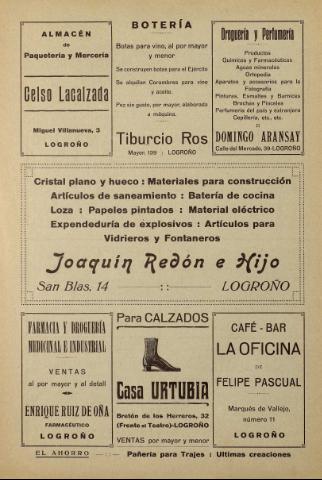 ALMACÉN
DE
Paquetería y Mercería
Celso Lacalzada
Miguel Villanueva, 3
LOGROÑO
BOTERÍA
Botas para vino, al por mayor
y menor
Se construyen botas para el Ejército
Se alquilan Corambres para vino
y aceite.
Pez sin gusto, por mayor, elaborada
a máquina.
Tiburcio Ros
Mayor, 109 : LOGROÑO
Droguería y Perfumería
Productos
Químicos y Farmacéuticos
Aguas minerales
Ortopedia
Aparatos y accesorios para la
Fotografía
Pinturas, Esmaltes y Barnices
Brochas y Pinceles
Perfumería del país y extranjera
Cepillería, etc., etc.
DOMINGO ARANSAY
Calle del Mercado, 39-LOGROÑO
Cristal plano y hueco : Materiales para construcción
Artículos de saneamiento : Batería de cocina
Loza : Papeles pintados : Material eléctrico
Expendeduría de explosivos : Artículos para
Vidrieros y Fontaneros
Joaquín Redón e Hijo
San Blas, 14 :: LOGROÑO
FARMACIA Y DROGUERÍA
MEDICINAL E INDUSTRIAL
VENTAS
al por mayor y al detall
ENRIQUE RUIZ DE OÑA
FARMACÉUTICO
LOGROÑO
Para CALZADOS
Casa URTUBIA
Bretón de los Herreros, 32
(Frente al Teatro)-LOGROÑO
VENTAS por mayor y menor
CAFÉ - BAR
LA OFICINA
DE
FELIPE PASCUAL
Marqués de Vallejo,
número 11
LOGROÑO
EL AHORRO -::- Pañería para Trajes : Ultimas creaciones